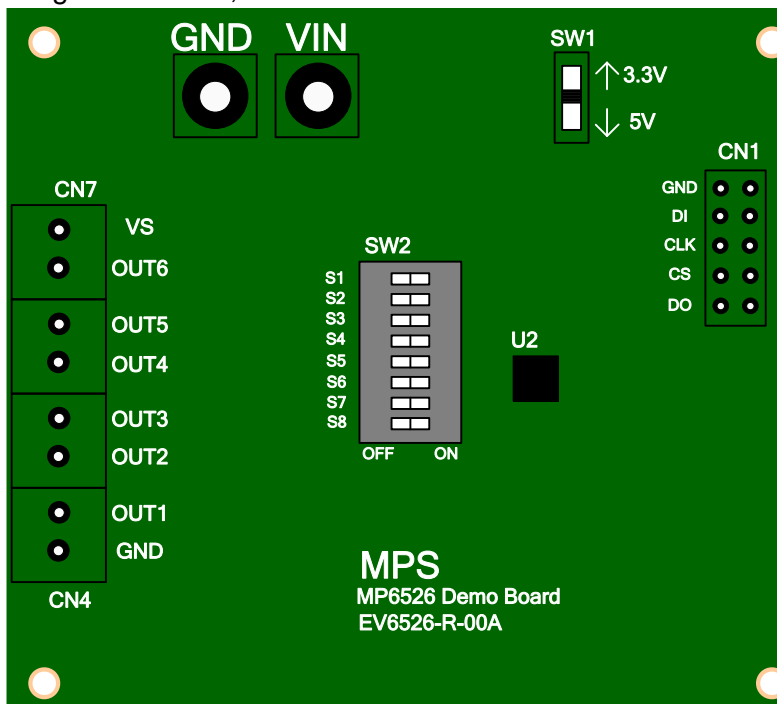 GND VIN
SW1
3.3V
5V
CN1
GND
DI
CLK
CS
DO
CN7
VS
OUT6
OUT5
OUT4
OUT3
OUT2
OUT1
GND
CN4
SW2
S1
S2
S3
S4
S5
S6
S7
S8
OFF ON
U2
MPS
MP6526 Demo Board
EV6526-R-00A